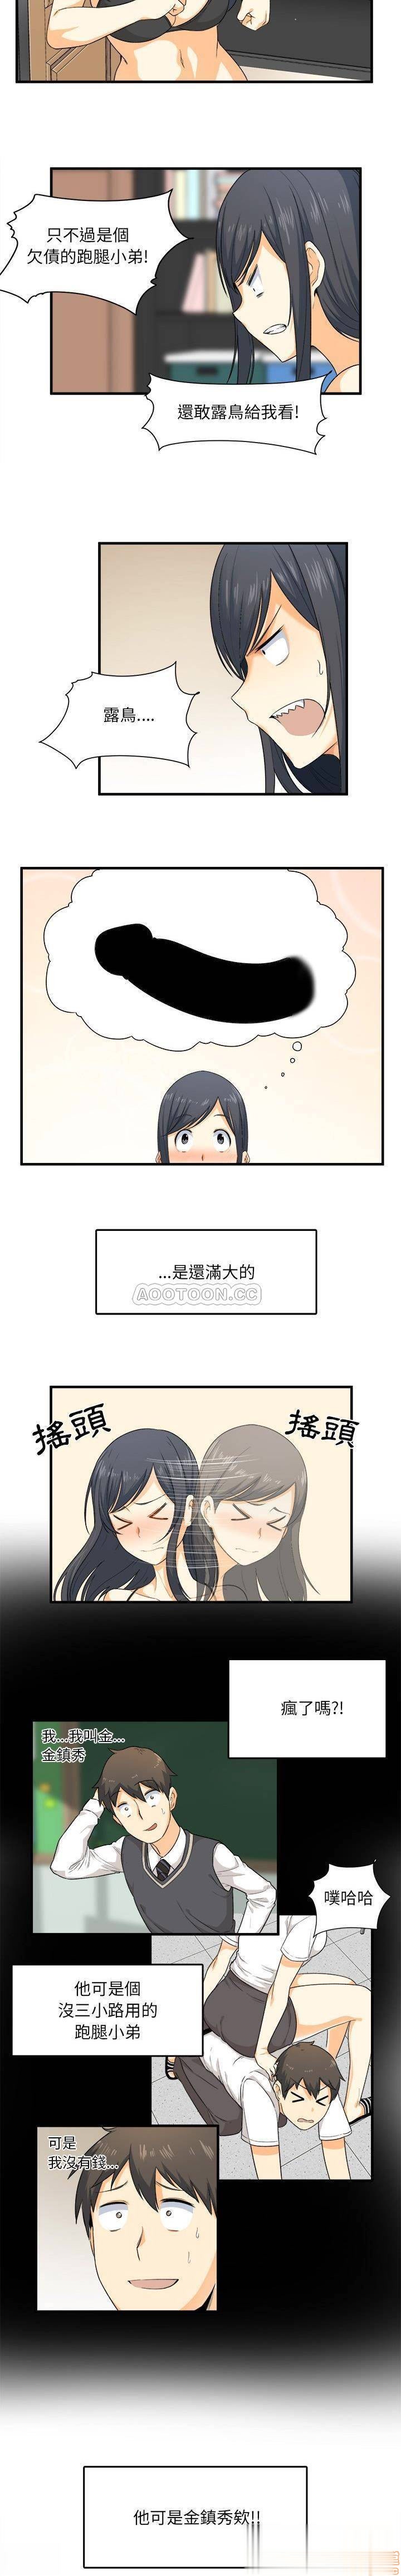 只不過是個
欠債的跑腿小弟!
還敢露鳥給我看!
露鳥....
...是還滿大的
AOOTOON.CC
搖頭
搖頭
瘋了嗎?!
我...我叫金...
金鎮秀
噗哈哈
他可是個
沒三小路用的
跑腿小弟
可是
我沒有錢...
他可是金鎮秀欸!!